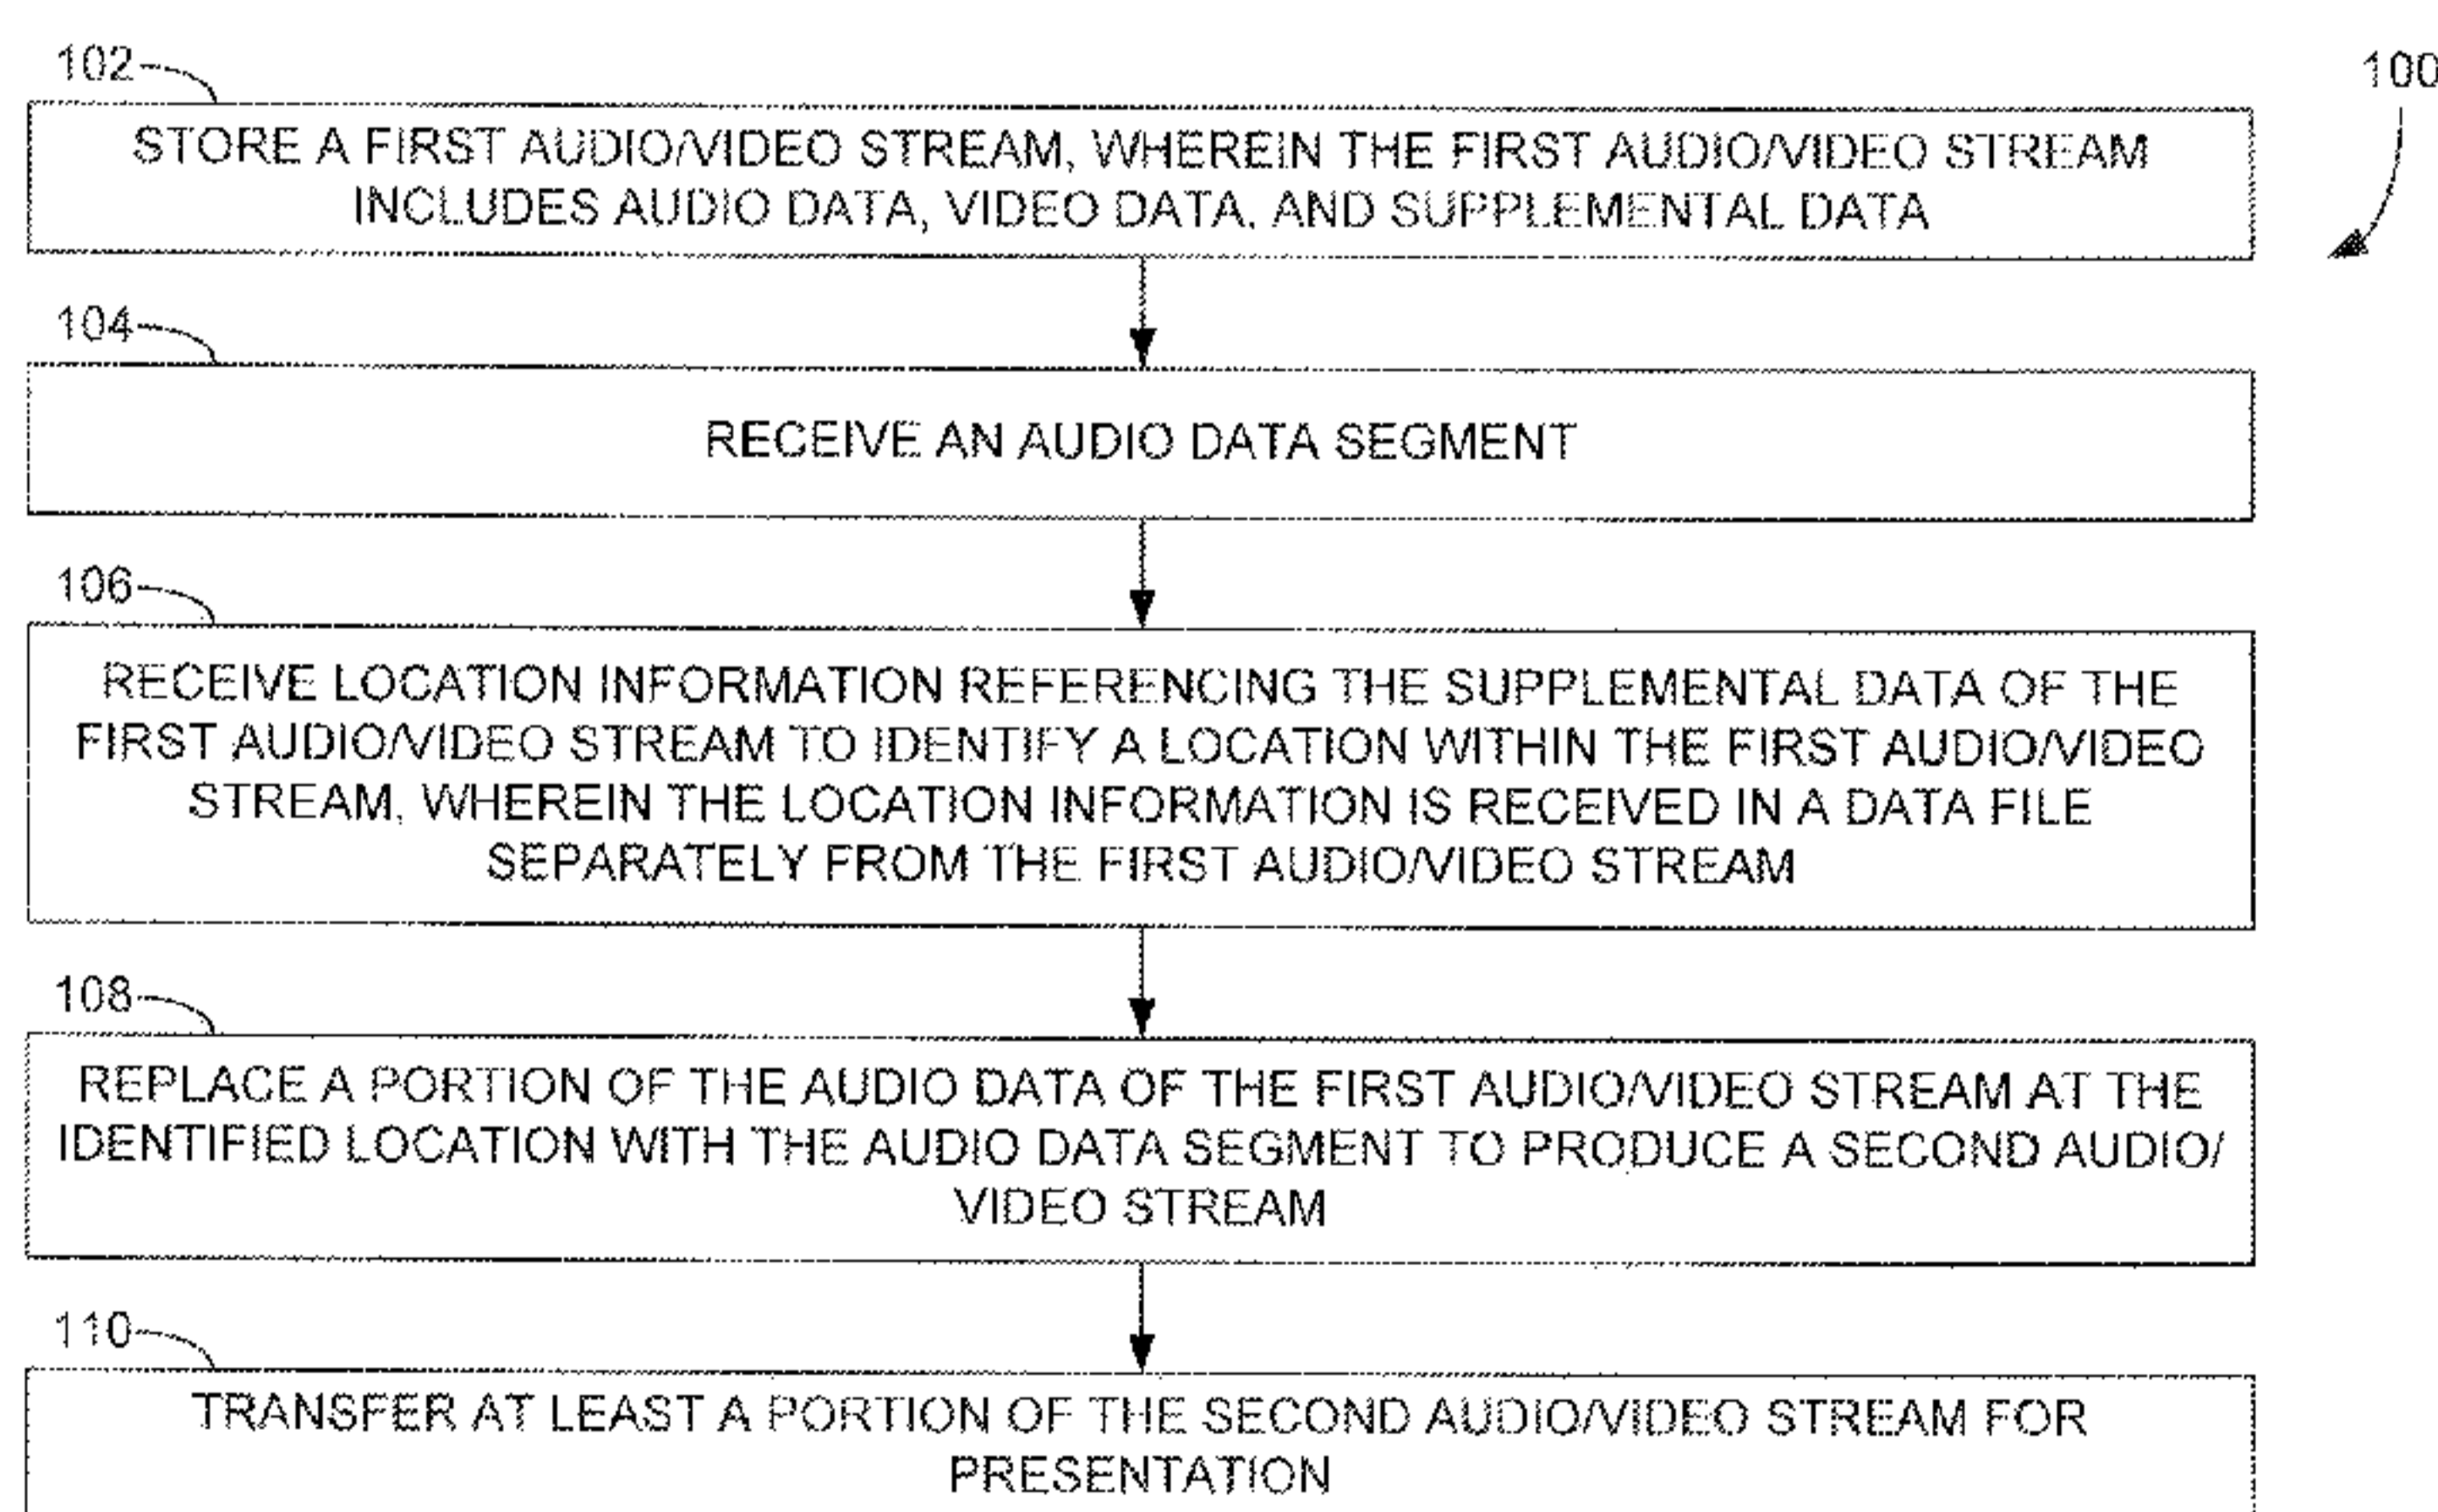 102
100
STORE A FIRST AUDIO/VIDEO STREAM, WHEREIN THE FIRST AUDIO/VIDEO STREAM
INCLUDES AUDIO DATA, VIDEO DATA, AND SUPPLEMENTAL DATA
104
RECEIVE AN AUDIO DATA SEGMENT
106
RECEIVE LOCATION INFORMATION REFERENCING THE SUPPLEMENTAL DATA OF THE
FIRST AUDIO/VIDEO STREAM TO IDENTIFY A LOCATION WITHIN THE FIRST AUDIO/VIDEO
STREAM, WHEREIN THE LOCATION INFORMATION IS RECEIVED IN A DATA FILE
SEPARATELY FROM THE FIRST AUDIO/VIDEO STREAM
108
REPLACE A PORTION OF THE AUDIO DATA OF THE FIRST AUDIO/VIDEO STREAM AT THE
IDENTIFIED LOCATION WITH THE AUDIO DATA SEGMENT TO PRODUCE A SECOND AUDIO/
VIDEO STREAM
110
TRANSFER AT LEAST A PORTION OF THE SECOND AUDIO/VIDEO STREAM FOR
PRESENTATION